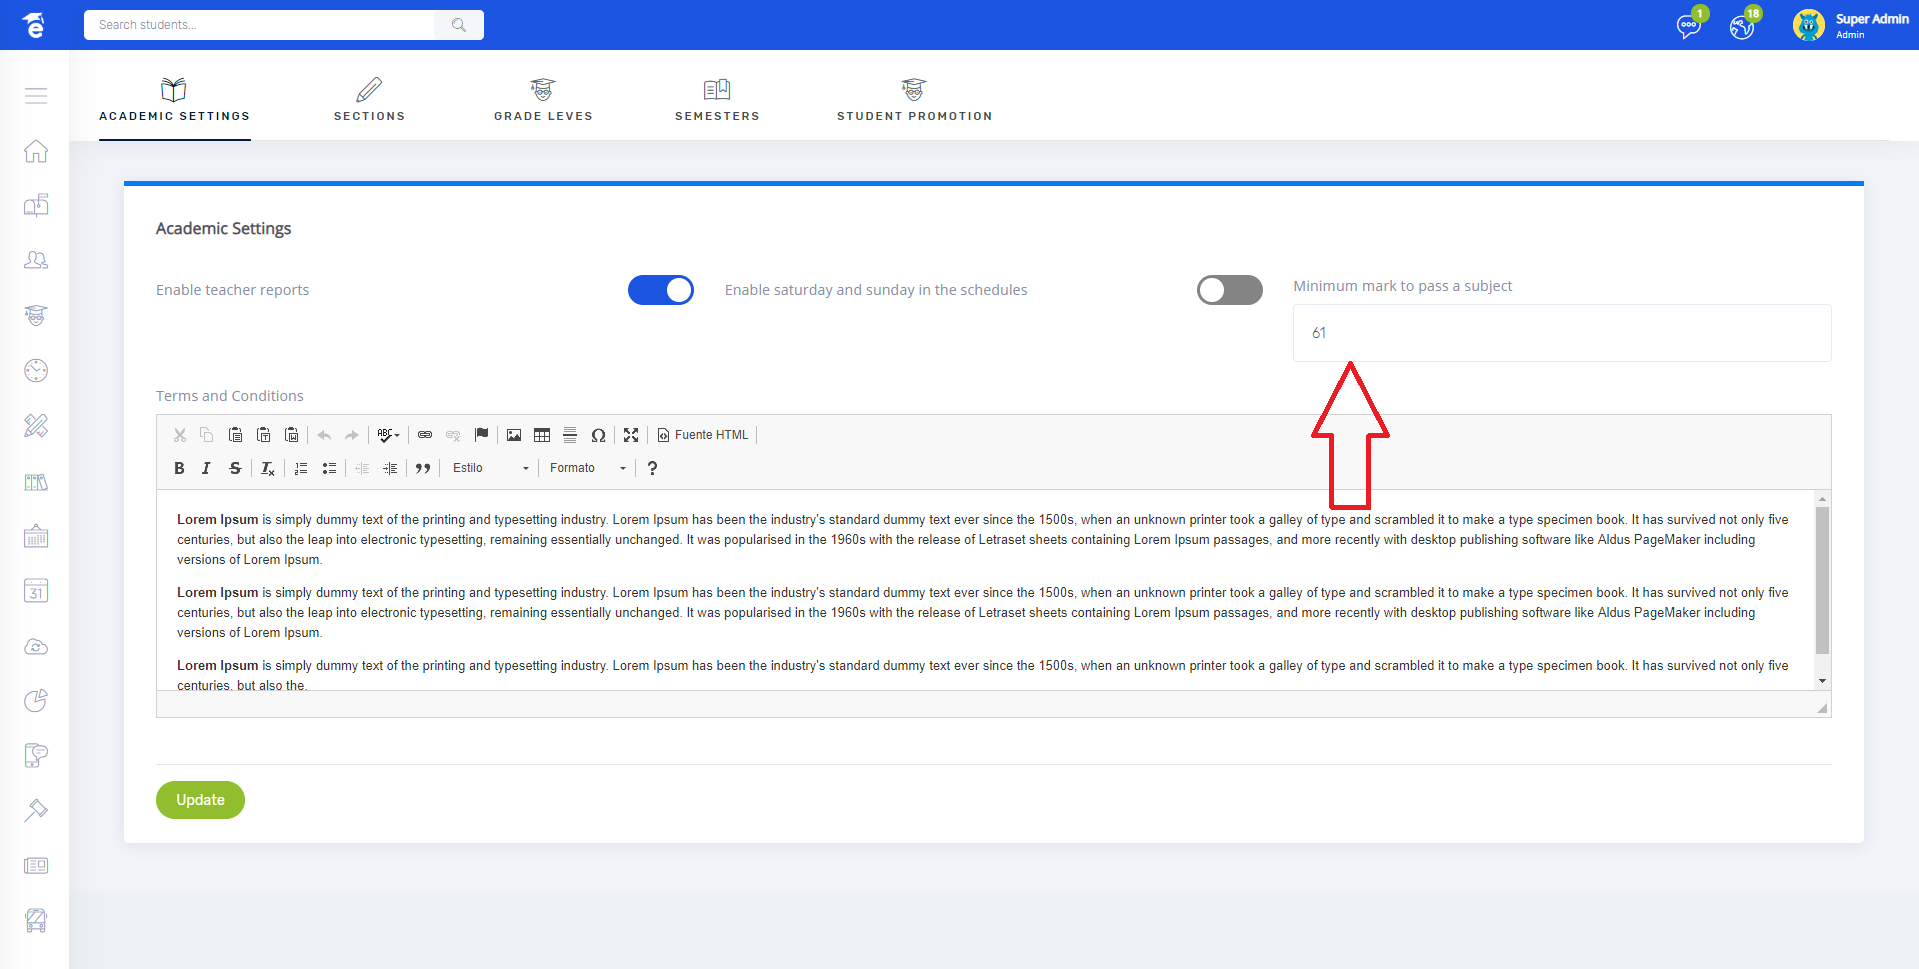 Search students...
1
18
Super Admin
Admin
ACADEMIC SETTINGS
SECTIONS
GRADE LEVES
SEMESTERS
STUDENT PROMOTION
Academic Settings
Enable teacher reports
Enable saturday and sunday in the schedules
Minimum mark to pass a subject
61
Terms and Conditions
ABC
Fuente HTML
B I S Tx Estilo Formato ?
Lorem Ipsum is simply dummy text of the printing and typesetting industry. Lorem Ipsum has been the industry's standard dummy text ever since the 1500s, when an unknown printer took a galley of type and scrambled it to make a type specimen book. It has survived not only five
centuries, but also the leap into electronic typesetting, remaining essentially unchanged. It was popularised in the 1960s with the release of Letraset sheets containing Lorem Ipsum passages, and more recently with desktop publishing software like Aldus PageMaker including
versions of Lorem Ipsum.
Lorem Ipsum is simply dummy text of the printing and typesetting industry. Lorem Ipsum has been the industry's standard dummy text ever since the 1500s, when an unknown printer took a galley of type and scrambled it to make a type specimen book. It has survived not only five
centuries, but also the leap into electronic typesetting, remaining essentially unchanged. It was popularised in the 1960s with the release of Letraset sheets containing Lorem Ipsum passages, and more recently with desktop publishing software like Aldus PageMaker including
versions of Lorem Ipsum.
Lorem Ipsum is simply dummy text of the printing and typesetting industry. Lorem Ipsum has been the industry's standard dummy text ever since the 1500s, when an unknown printer took a galley of type and scrambled it to make a type specimen book. It has survived not only five
centuries, but also the.
31
Update